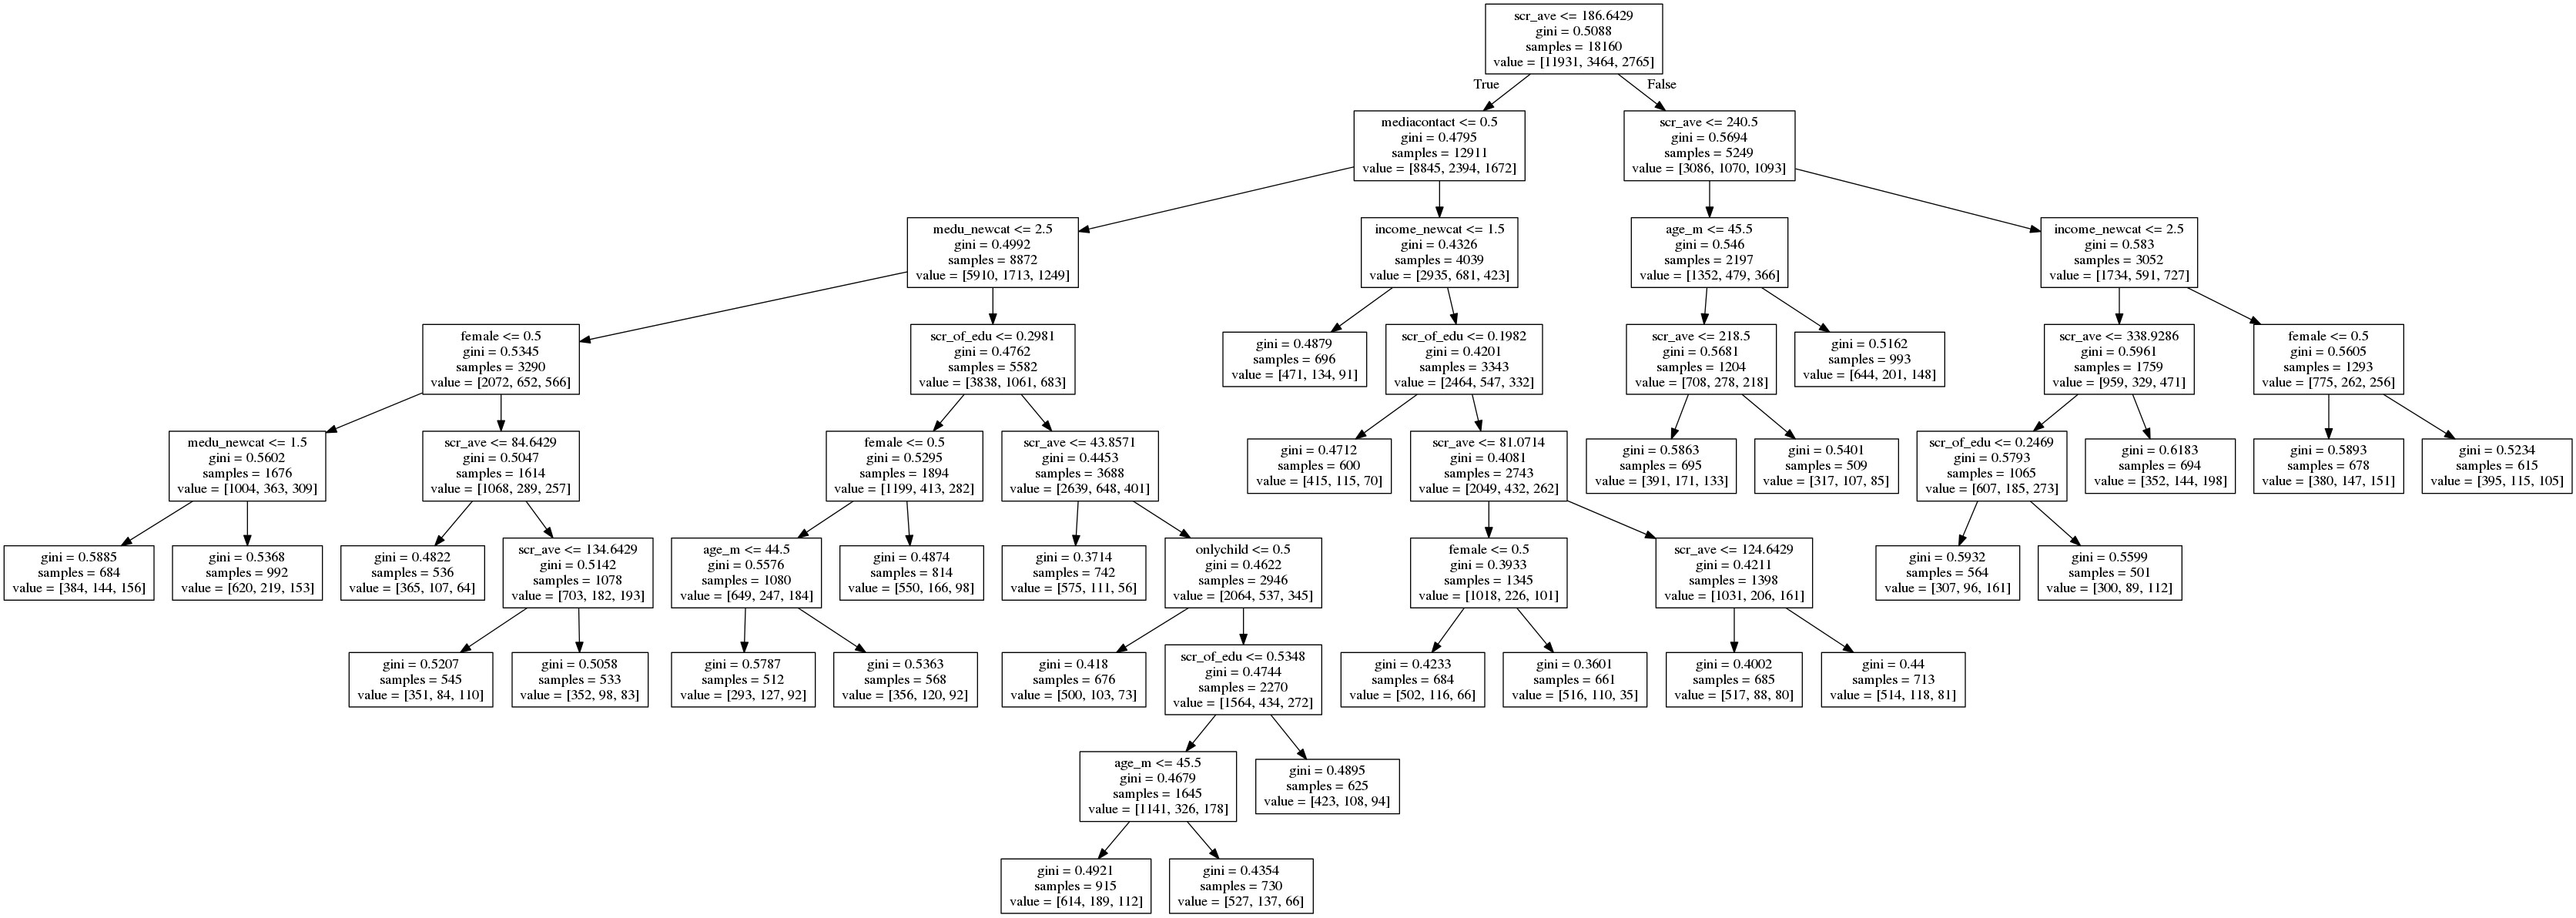 scr_ave <= 186.6429
gini = 0.5088
samples = 18160
value = [11931, 3464, 2765]
True
False
mediacontact <= 0.5
gini = 0.4795
samples = 12911
value = [8845, 2394, 1672]
scr_ave <= 240.5
gini = 0.5694
samples = 5249
value = [3086, 1070, 1093]
medu_newcat <= 2.5
gini = 0.4992
samples = 8872
value = [5910, 1713, 1249]
income_newcat <= 1.5
gini = 0.4326
samples = 4039
value = [2935, 681, 423]
age_m <= 45.5
gini = 0.546
samples = 2197
value = [1352, 479, 366]
income_newcat <= 2.5
gini = 0.583
samples = 3052
value = [1734, 591, 727]
female <= 0.5
gini = 0.5345
samples = 3290
value = [2072, 652, 566]
scr_of_edu <= 0.2981
gini = 0.4762
samples = 5582
value = [3838, 1061, 683]
gini = 0.4879
samples = 696
value = [471, 134, 91]
scr_of_edu <= 0.1982
gini = 0.4201
samples = 3343
value = [2464, 547, 332]
scr_ave <= 218.5
gini = 0.5681
samples = 1204
value = [708, 278, 218]
gini = 0.5162
samples = 993
value = [644, 201, 148]
scr_ave <= 338.9286
gini = 0.5961
samples = 1759
value = [959, 329, 471]
female <= 0.5
gini = 0.5605
samples = 1293
value = [775, 262, 256]
medu_newcat <= 1.5
gini = 0.5602
samples = 1676
value = [1004, 363, 309]
scr_ave <= 84.6429
gini = 0.5047
samples = 1614
value = [1068, 289, 257]
female <= 0.5
gini = 0.5295
samples = 1894
value = [1199, 413, 282]
scr_ave <= 43.8571
gini = 0.4453
samples = 3688
value = [2639, 648, 401]
gini = 0.4712
samples = 600
value = [415, 115, 70]
scr_ave <= 81.0714
gini = 0.4081
samples = 2743
value = [2049, 432, 262]
gini = 0.5863
samples = 695
value = [391, 171, 133]
gini = 0.5401
samples = 509
value = [317, 107, 85]
scr_of_edu <= 0.2469
gini = 0.5793
samples = 1065
value = [607, 185, 273]
gini = 0.6183
samples = 694
value = [352, 144, 198]
gini = 0.5893
samples = 678
value = [380, 147, 151]
gini = 0.5234
samples = 615
value = [395, 115, 105]
gini = 0.5885
samples = 684
value = [384, 144, 156]
gini = 0.5368
samples = 992
value = [620, 219, 153]
gini = 0.4822
samples = 536
value = [365, 107, 64]
scr_ave <= 134.6429
gini = 0.5142
samples = 1078
value = [703, 182, 193]
age_m <= 44.5
gini = 0.5576
samples = 1080
value = [649, 247, 184]
gini = 0.4874
samples = 814
value = [550, 166, 98]
gini = 0.3714
samples = 742
value = [575, 111, 56]
onlychild <= 0.5
gini = 0.4622
samples = 2946
value = [2064, 537, 345]
female <= 0.5
gini = 0.3933
samples = 1345
value = [1018, 226, 101]
scr_ave <= 124.6429
gini = 0.4211
samples = 1398
value = [1031, 206, 161]
gini = 0.5932
samples = 564
value = [307, 96, 161]
gini = 0.5599
samples = 501
value = [300, 89, 112]
gini = 0.5207
samples = 545
value = [351, 84, 110]
gini = 0.5058
samples = 533
value = [352, 98, 83]
gini = 0.5787
samples = 512
value = [293, 127, 92]
gini = 0.5363
samples = 568
value = [356, 120, 92]
gini = 0.418
samples = 676
value = [500, 103, 73]
scr_of_edu <= 0.5348
gini = 0.4744
samples = 2270
value = [1564, 434, 272]
gini = 0.4233
samples = 684
value = [502, 116, 66]
gini = 0.3601
samples = 661
value = [516, 110, 35]
gini = 0.4002
samples = 685
value = [517, 88, 80]
gini = 0.44
samples = 713
value = [514, 118, 81]
age_m <= 45.5
gini = 0.4679
samples = 1645
value = [1141, 326, 178]
gini = 0.4895
samples = 625
value = [423, 108, 94]
gini = 0.4921
samples = 915
value = [614, 189, 112]
gini = 0.4354
samples = 730
value = [527, 137, 66]